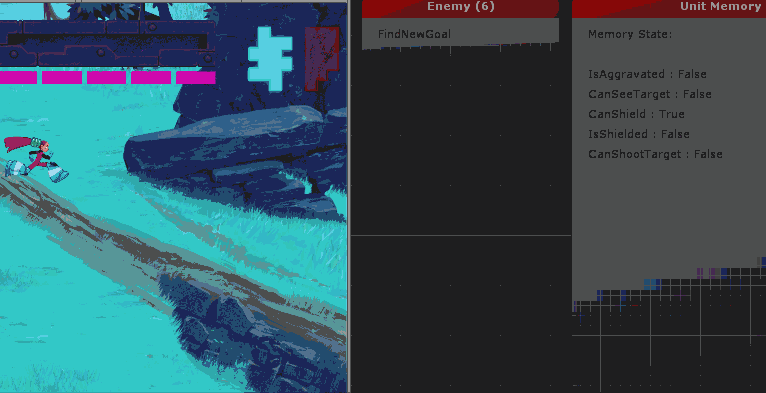 Enemy (6)
FindNewGoal
Unit Memory
Memory State:
IsAggravated : False
CanSeeTarget : False
CanShield : True
IsShielded : False
CanShootTarget : False